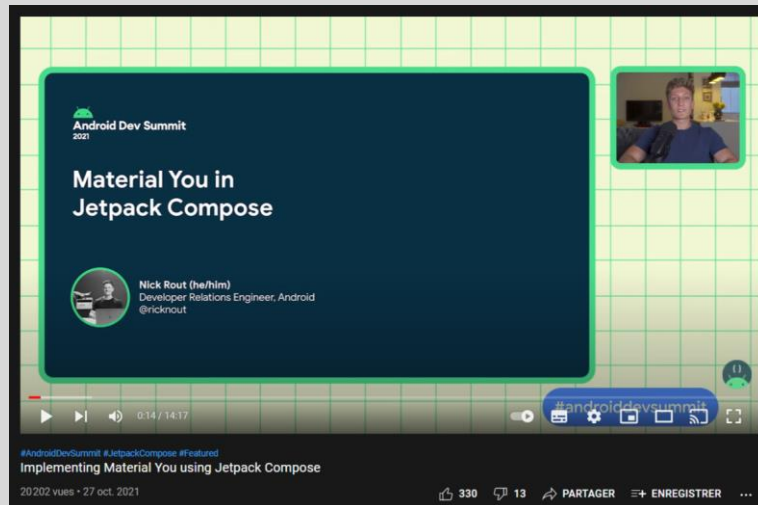 Android Dev Summit
2021
Material You in
Jetpack Compose
Nick Rout (he/him)
Developer Relations Engineer, Android
@ricknout
0:14 / 14:17
#androiddevsummit
#AndroidDevSummit #JetpackCompose #Featured
Implementing Material You using Jetpack Compose
20 202 vues • 27 oct. 2021
330
13
PARTAGER
ENREGISTRER